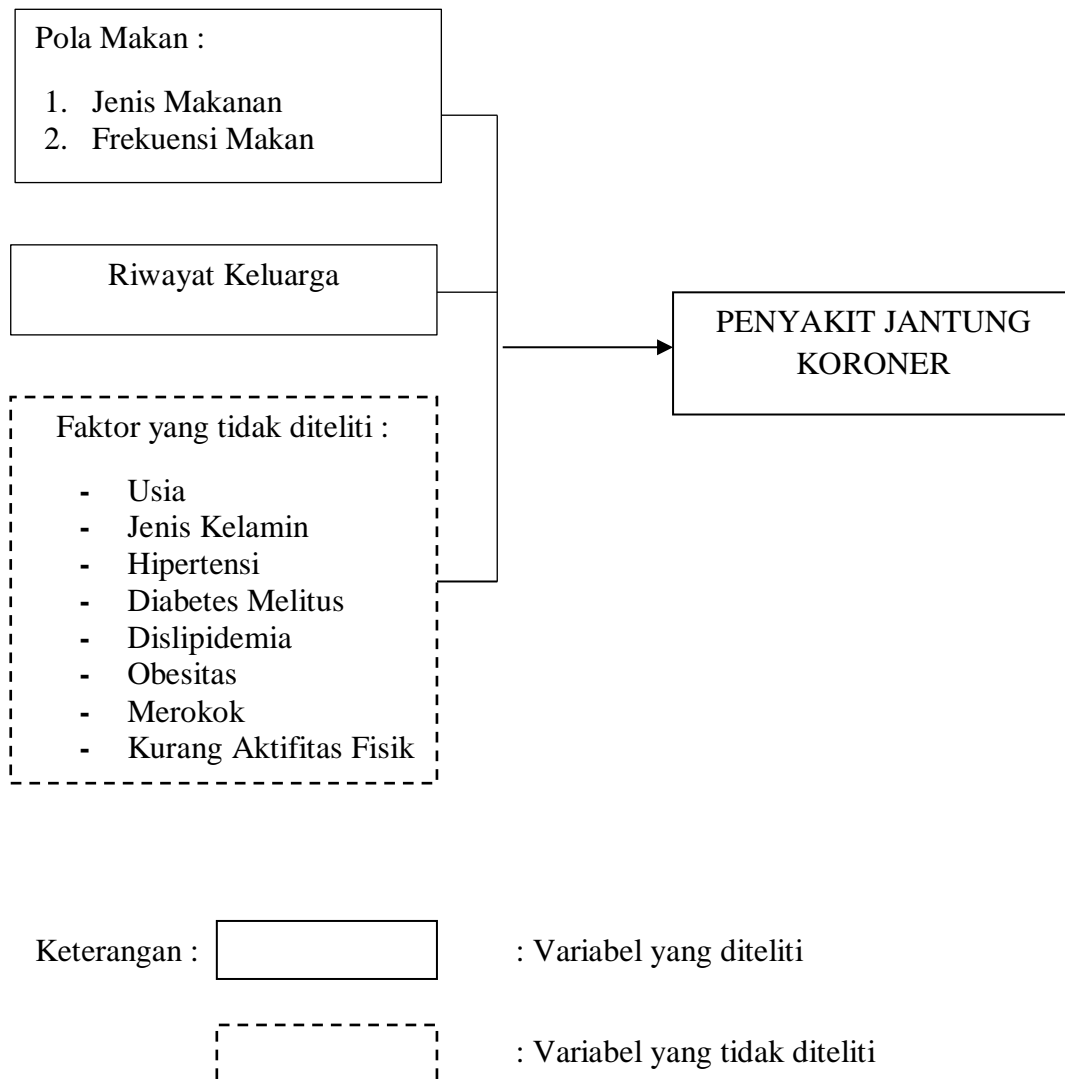 Pola Makan :
1. Jenis Makanan
2. Frekuensi Makan
Riwayat Keluarga
PENYAKIT JANTUNG
KORONER
Faktor yang tidak diteliti :
- Usia
- Jenis Kelamin
- Hipertensi
- Diabetes Melitus
- Dislipidemia
- Obesitas
- Merokok
- Kurang Aktifitas Fisik
Keterangan :
: Variabel yang diteliti
: Variabel yang tidak diteliti